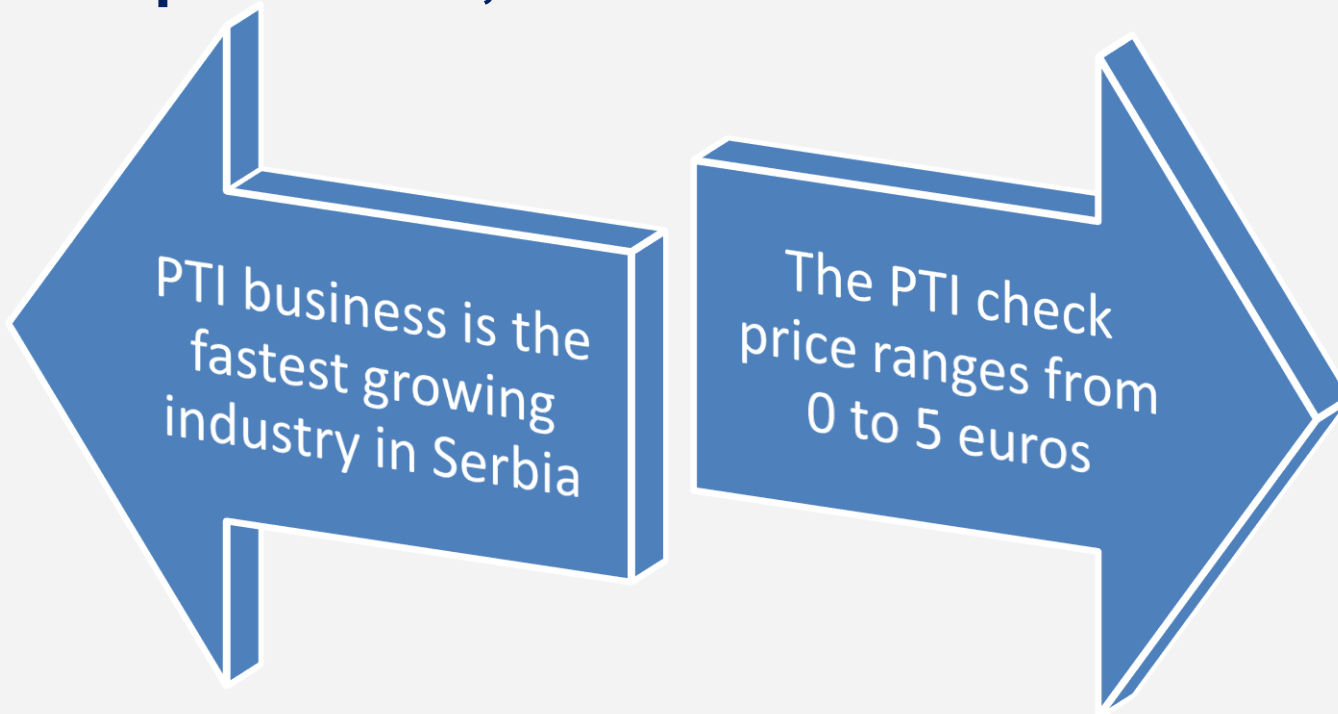 PTI business is the
fastest growing
industry in Serbia
The PTI check
price ranges from
0 to 5 euros